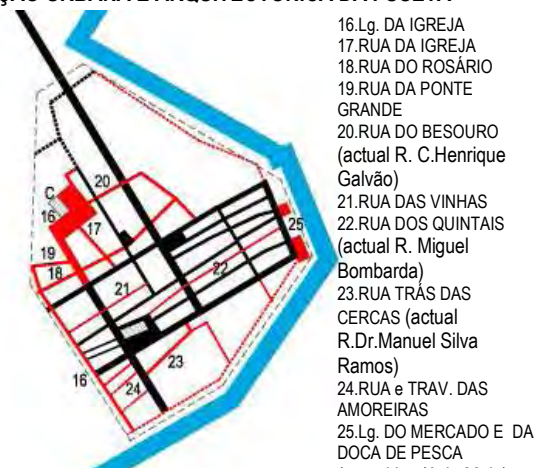 16.Lg. DA IGREJA
17.RUA DA IGREJA
18.RUA DO ROSÁRIO
19.RUA DA PONTE
GRANDE
20.RUA DO BESOURO
(actual R. C.Henrique
Galvão)
21.RUA DAS VINHAS
22.RUA DOS QUINTAIS
(actual R. Miguel
Bombarda)
23.RUA TRÁS DAS
CERCAS (actual
R.Dr.Manuel Silva
Ramos)
24.RUA e TRAV. DAS
AMOREIRAS
25.Lg. DO MERCADO E DA
DOCA DE PESCA
20
C
16
17
19
18
25
22
21
23
16
24